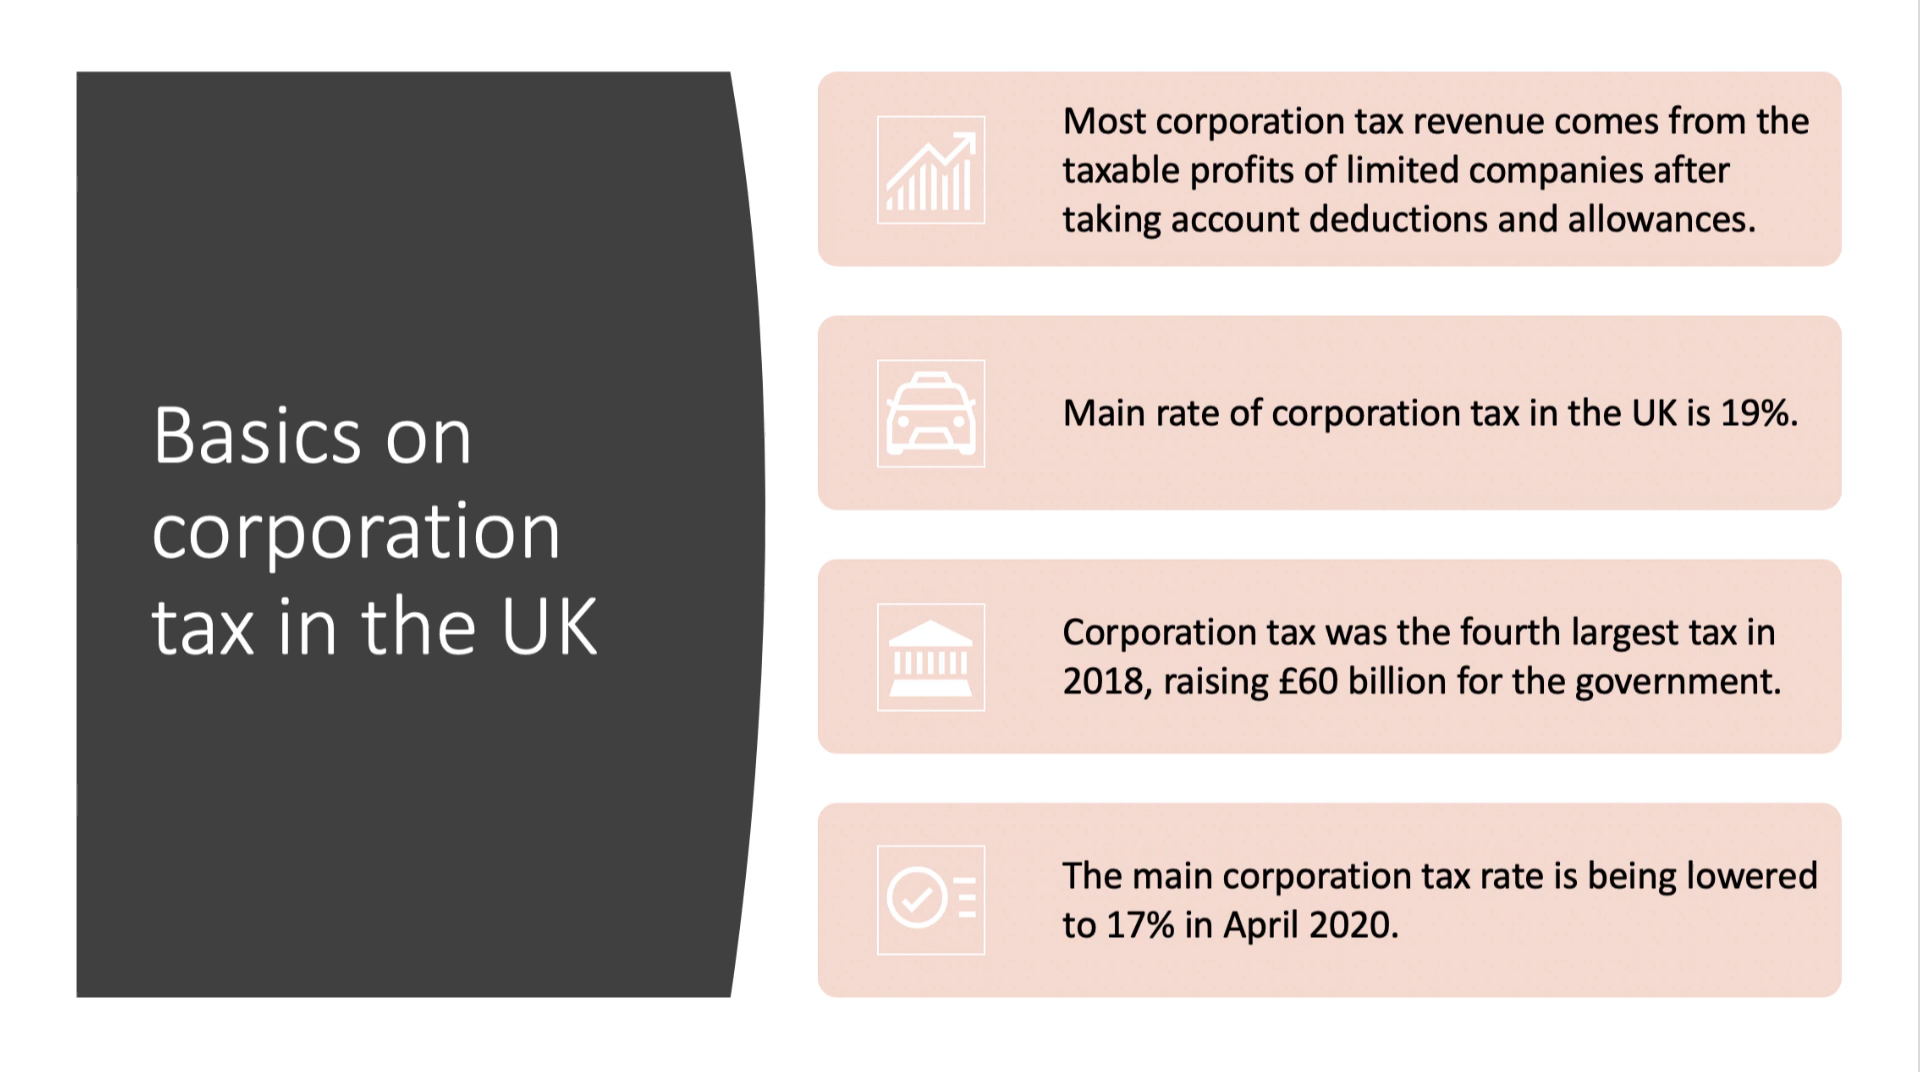 Basics on
corporation
tax in the UK
Most corporation tax revenue comes from the
taxable profits of limited companies after
taking account deductions and allowances.
Main rate of corporation tax in the UK is 19%.
Corporation tax was the fourth largest tax in
2018, raising £60 billion for the government.
The main corporation tax rate is being lowered
to 17% in April 2020.